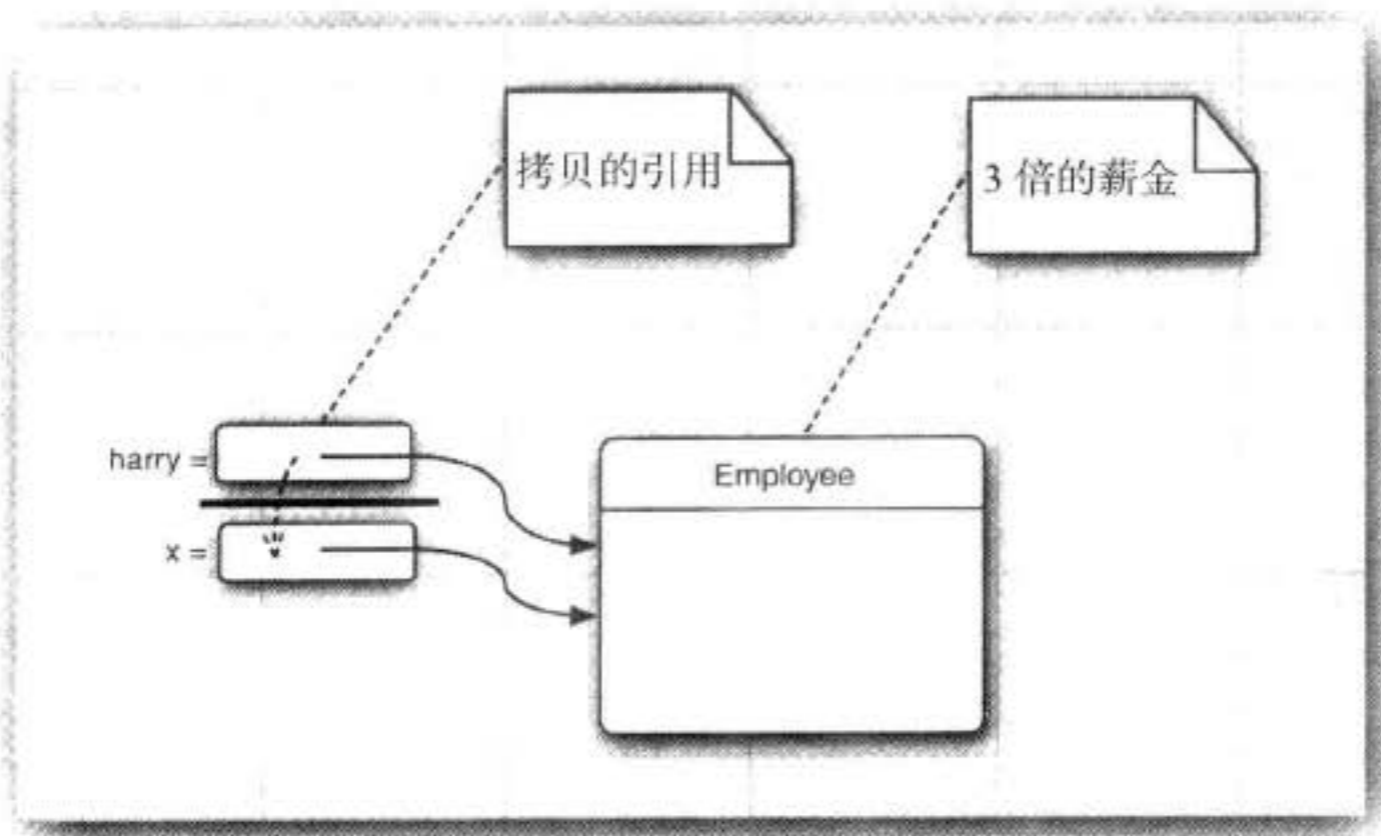 拷贝的引用
3 倍的薪金
harry =
Employee
x =